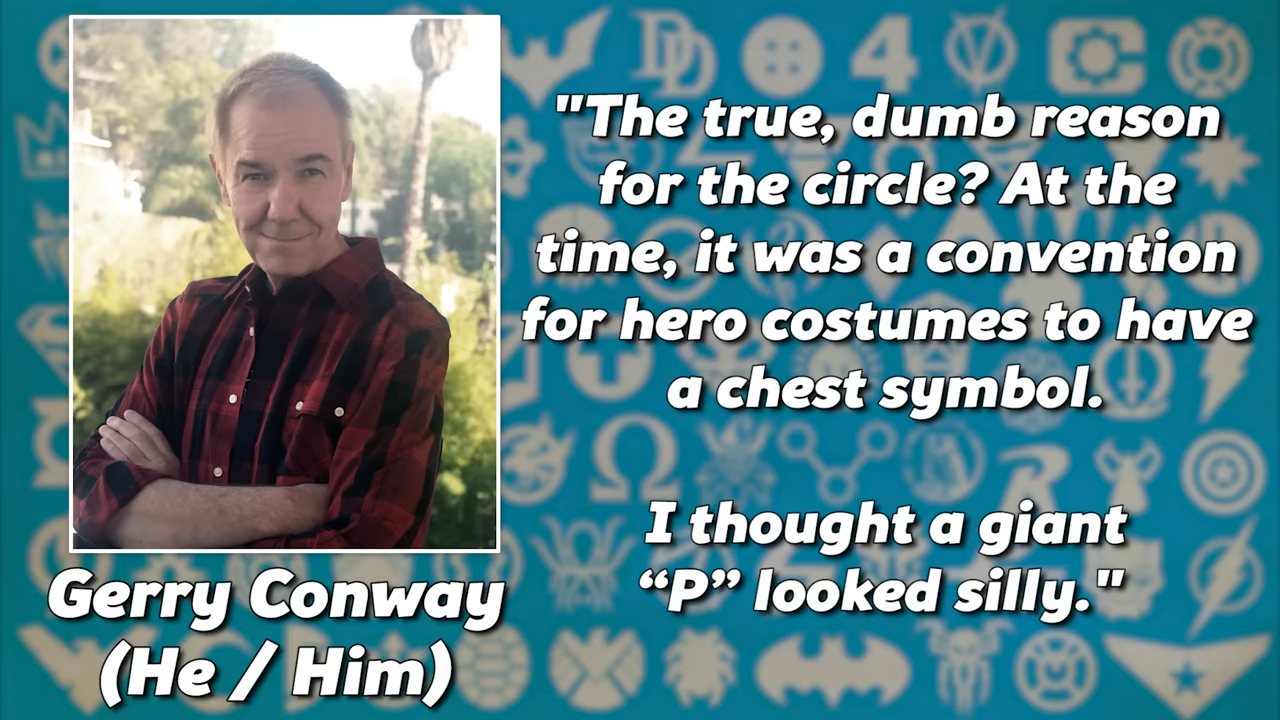 "The true, dumb reason
for the circle? At the
time, it was a convention
for hero costumes to have
a chest symbol.
I thought a giant
“P” looked silly."
Gerry Conway
(He / Him)